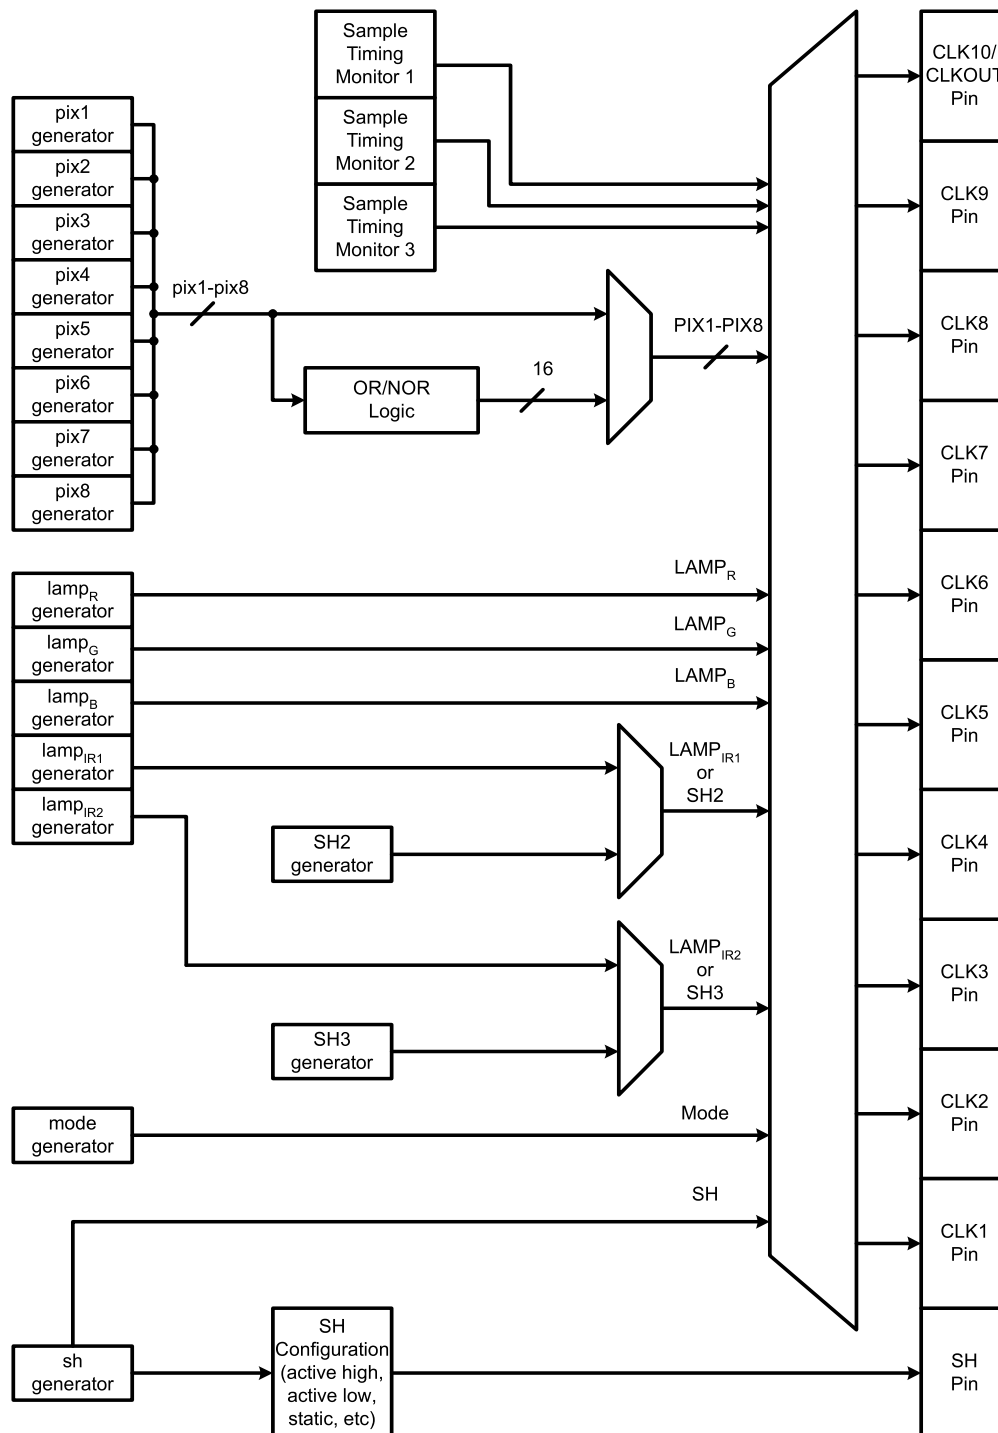 Sample
Timing
Monitor 1
Sample
Timing
Monitor 2
Sample
Timing
Monitor 3
pix1
generator
pix2
generator
pix3
generator
pix4
generator
pix5
generator
pix6
generator
pix7
generator
pix8
generator
pix1-pix8
OR/NOR
Logic
16
PIX1-PIX8
lampR
generator
lampG
generator
lampB
generator
lampIR1
generator
lampIR2
generator
LAMPR
LAMPG
LAMPB
LAMPIR1
or
SH2
SH2
generator
LAMPIR2
or
SH3
SH3
generator
mode
generator
Mode
SH
sh
generator
SH
Configuration
(active high,
active low,
static, etc)
CLK10/
CLKOUT
Pin
CLK9
Pin
CLK8
Pin
CLK7
Pin
CLK6
Pin
CLK5
Pin
CLK4
Pin
CLK3
Pin
CLK2
Pin
CLK1
Pin
SH
Pin